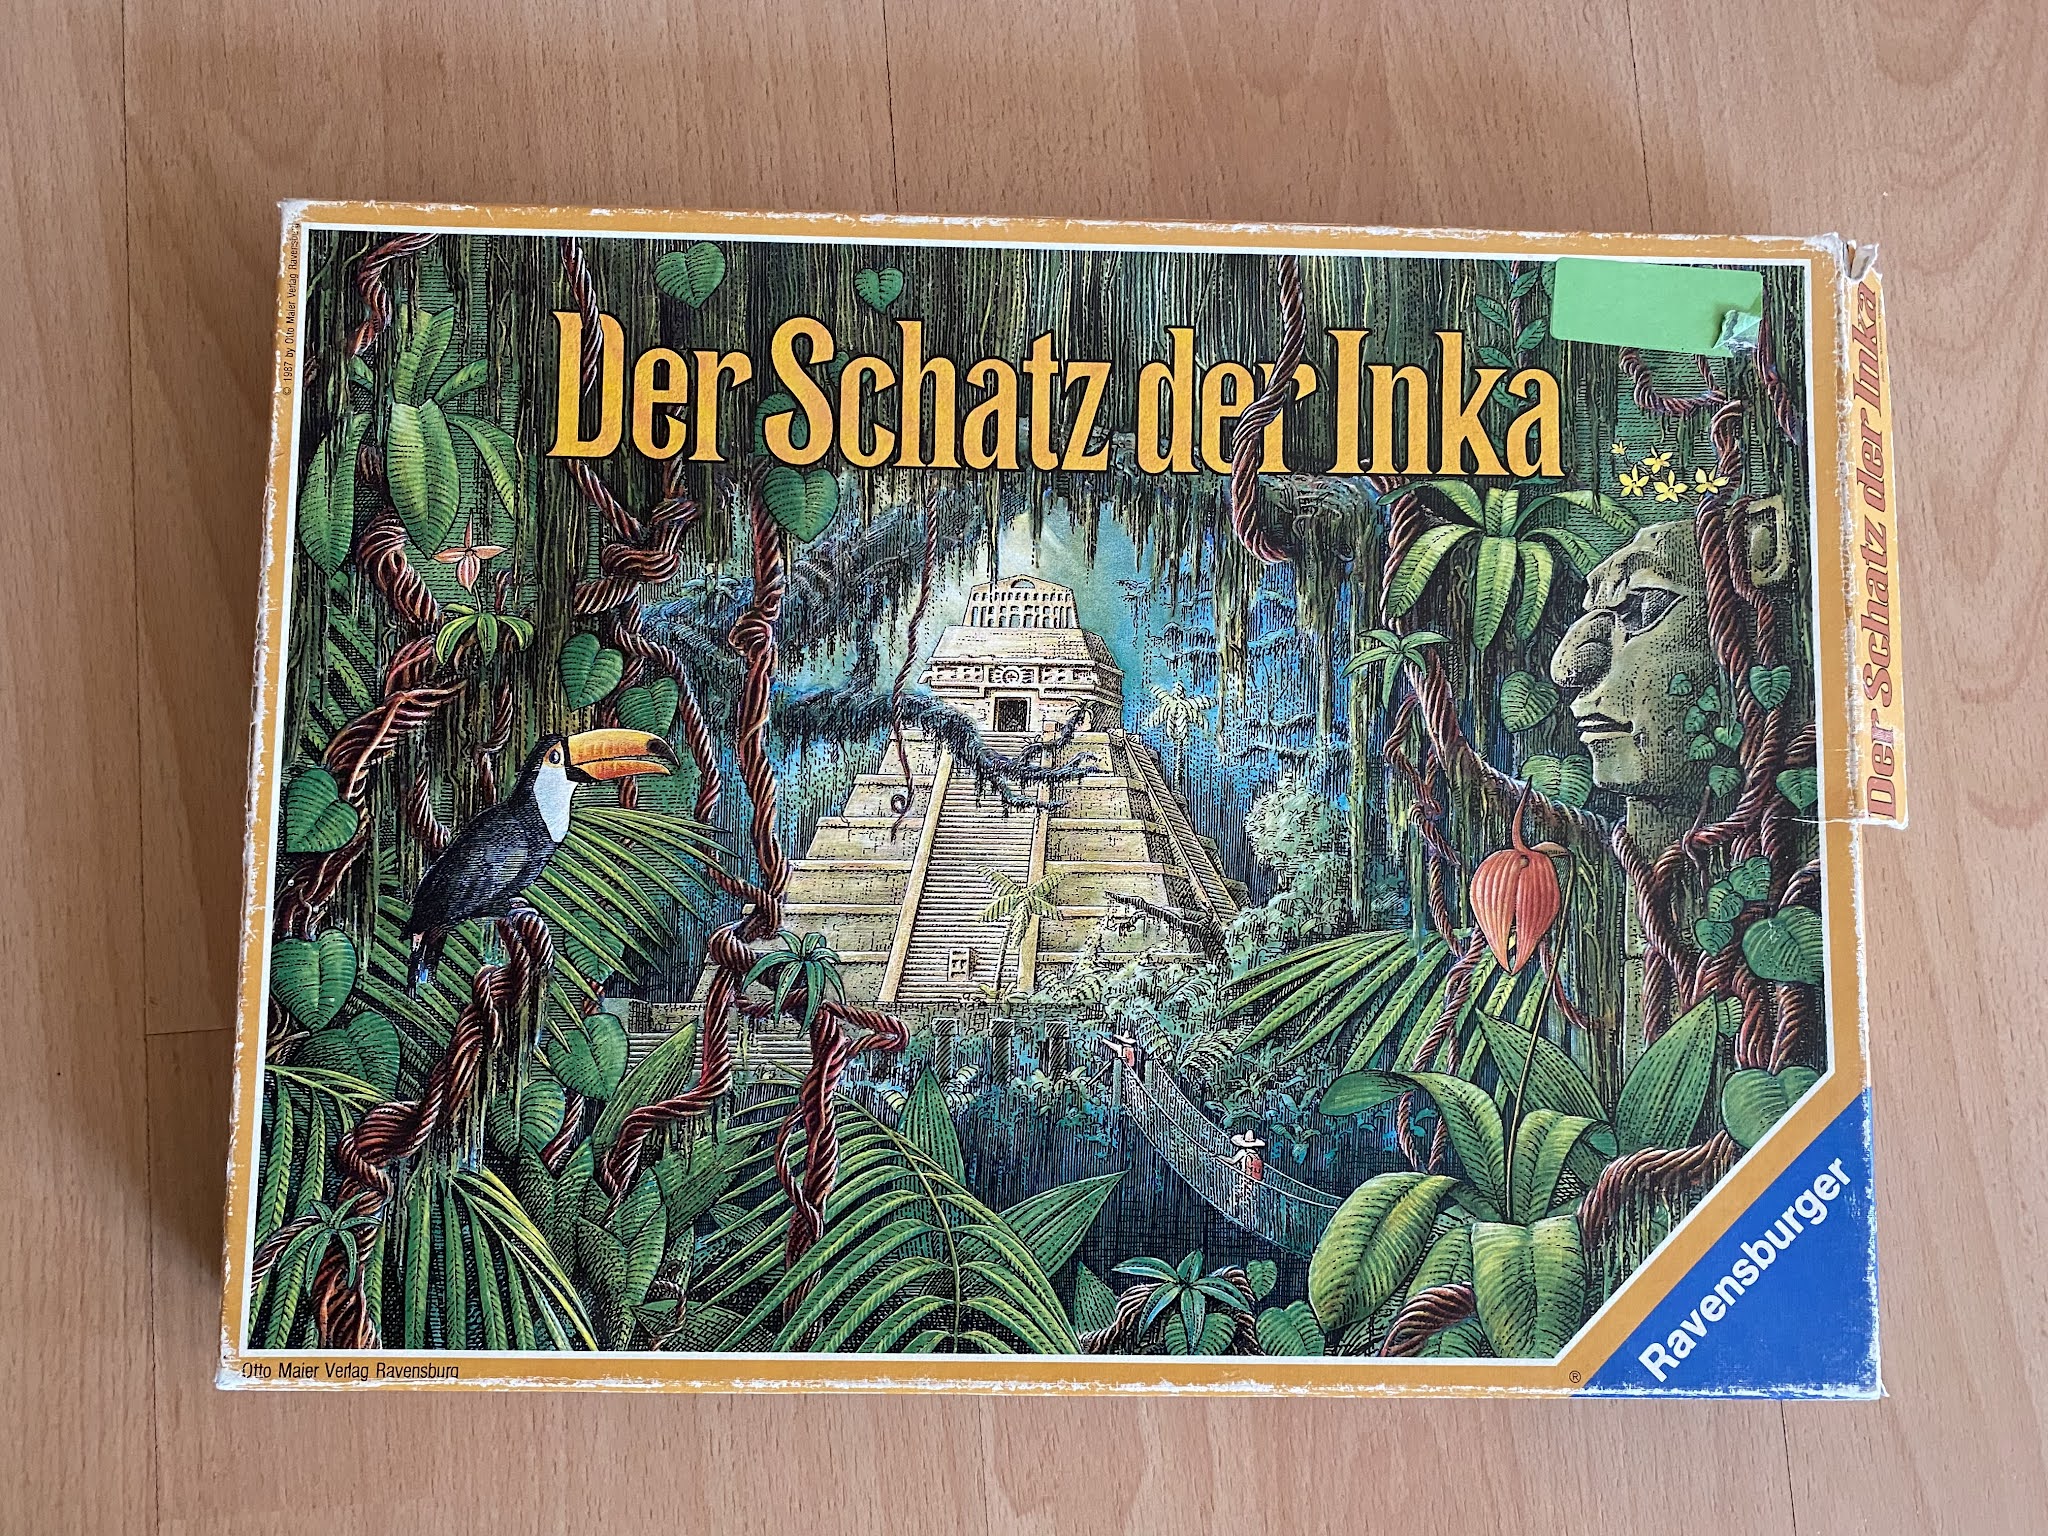 Der Schatz der Inka
Der Schatz der Inka
© 1987 by Otto Maier Verlag Ravensburg
Otto Maier Verlag Ravensburg
®
Ravensburger